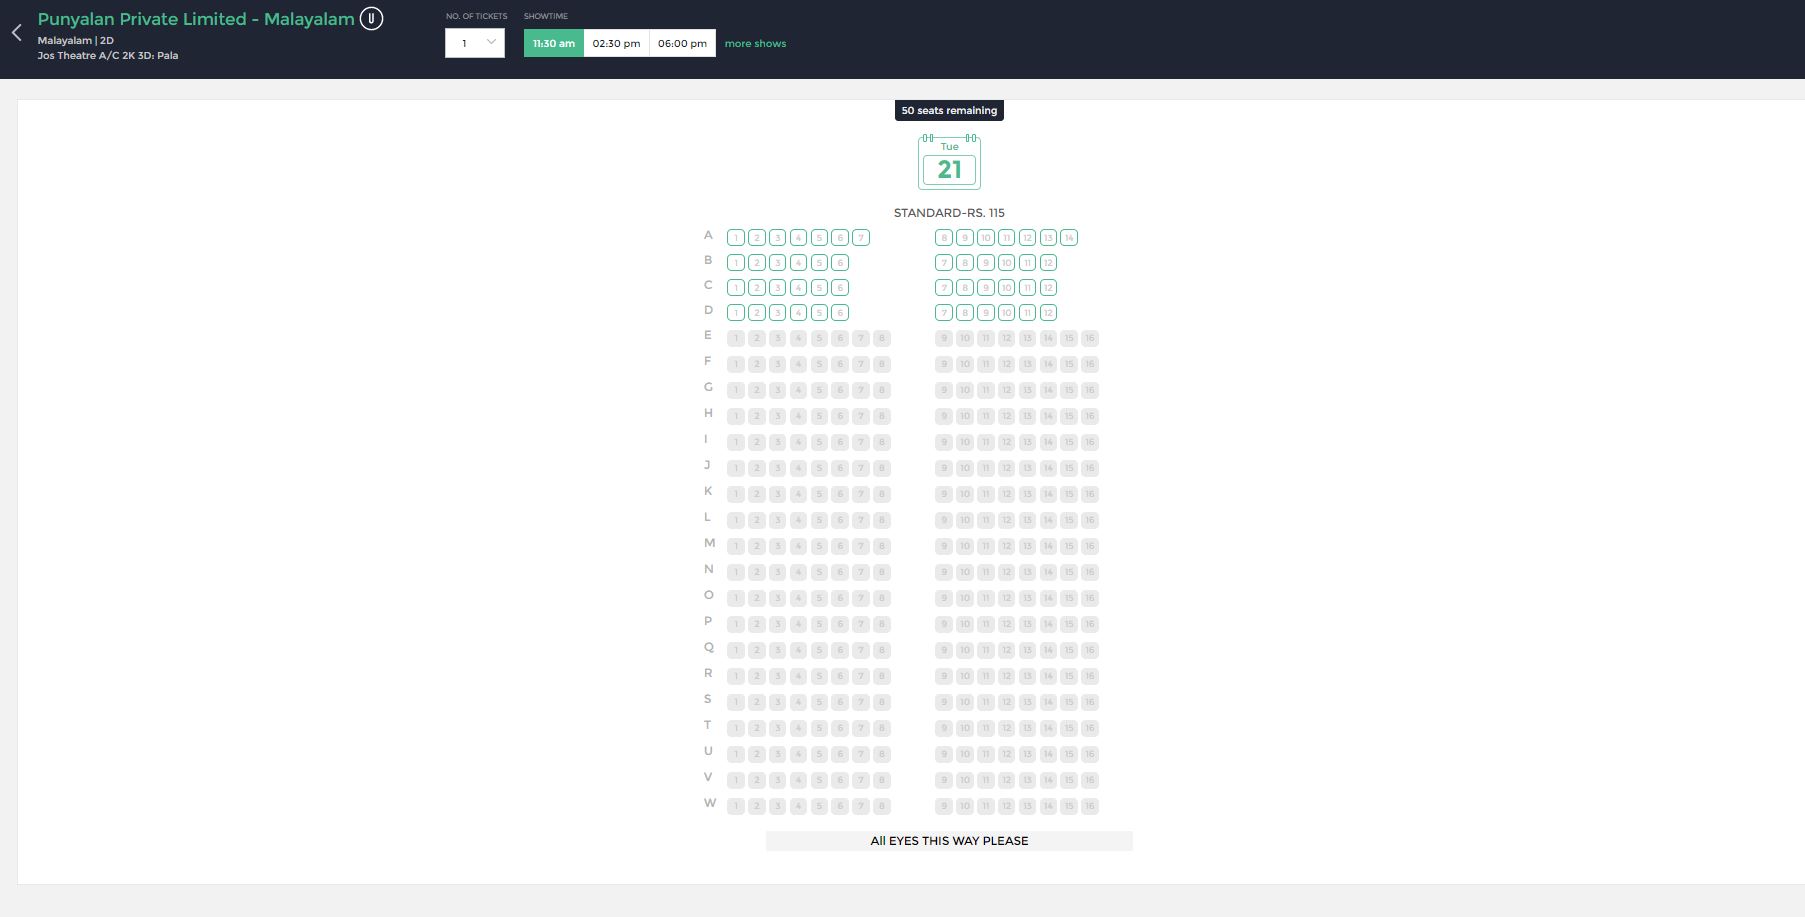 Punyalan Private Limited - Malayalam U
Malayalam | 2D
Jos Theatre A/C 2K 3D: Pala
NO. OF TICKETS SHOWTIME
1 11:30 am 02:30 pm 06:00 pm more shows
50 seats remaining
Tue
21
STANDARD-RS. 115
A 1 2 3 4 5 6 7 8 9 10 11 12 13 14
B 1 2 3 4 5 6 7 8 9 10 11 12
C 1 2 3 4 5 6 7 8 9 10 11 12
D 1 2 3 4 5 6 7 8 9 10 11 12
E 1 2 3 4 5 6 7 8 9 10 11 12 13 14 15 16
F 1 2 3 4 5 6 7 8 9 10 11 12 13 14 15 16
G 1 2 3 4 5 6 7 8 9 10 11 12 13 14 15 16
H 1 2 3 4 5 6 7 8 9 10 11 12 13 14 15 16
I 1 2 3 4 5 6 7 8 9 10 11 12 13 14 15 16
J 1 2 3 4 5 6 7 8 9 10 11 12 13 14 15 16
K 1 2 3 4 5 6 7 8 9 10 11 12 13 14 15 16
L 1 2 3 4 5 6 7 8 9 10 11 12 13 14 15 16
M 1 2 3 4 5 6 7 8 9 10 11 12 13 14 15 16
N 1 2 3 4 5 6 7 8 9 10 11 12 13 14 15 16
O 1 2 3 4 5 6 7 8 9 10 11 12 13 14 15 16
P 1 2 3 4 5 6 7 8 9 10 11 12 13 14 15 16
Q 1 2 3 4 5 6 7 8 9 10 11 12 13 14 15 16
R 1 2 3 4 5 6 7 8 9 10 11 12 13 14 15 16
S 1 2 3 4 5 6 7 8 9 10 11 12 13 14 15 16
T 1 2 3 4 5 6 7 8 9 10 11 12 13 14 15 16
U 1 2 3 4 5 6 7 8 9 10 11 12 13 14 15 16
V 1 2 3 4 5 6 7 8 9 10 11 12 13 14 15 16
W 1 2 3 4 5 6 7 8 9 10 11 12 13 14 15 16
All EYES THIS WAY PLEASE